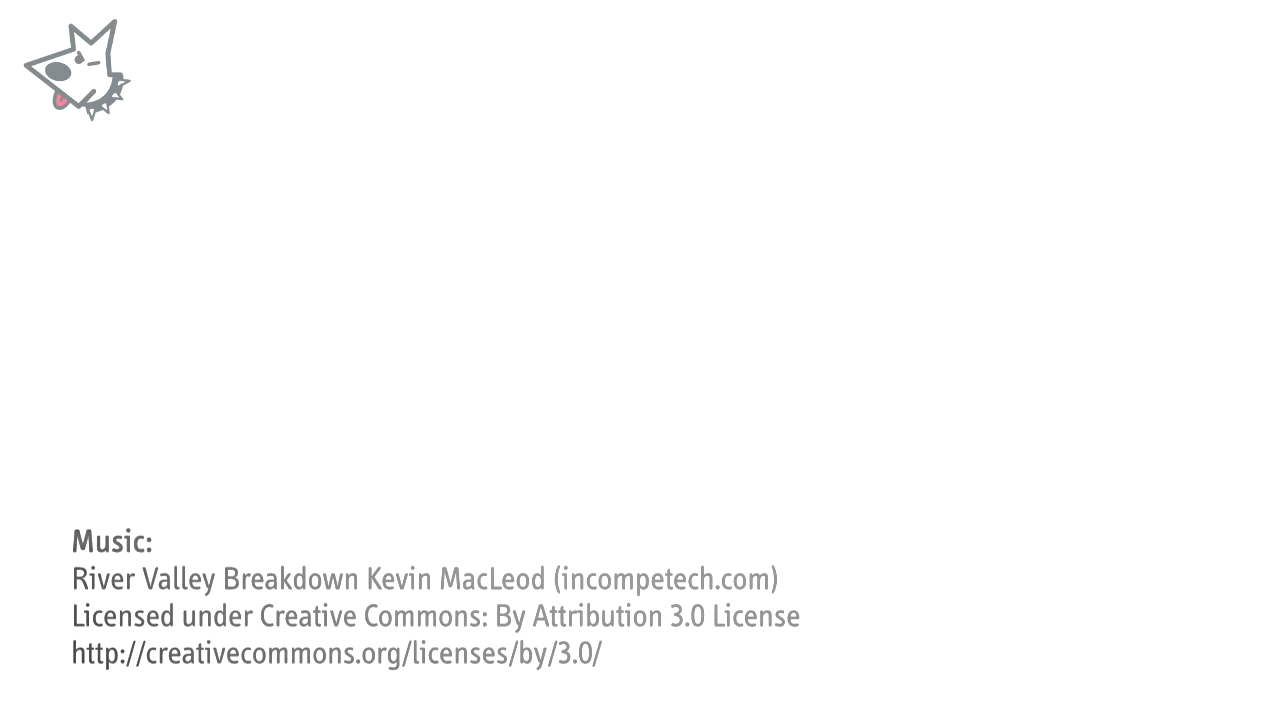 Music:
River Valley Breakdown Kevin MacLeod (incompetech.com)
Licensed under Creative Commons: By Attribution 3.0 License
http://creativecommons.org/licenses/by/3.0/